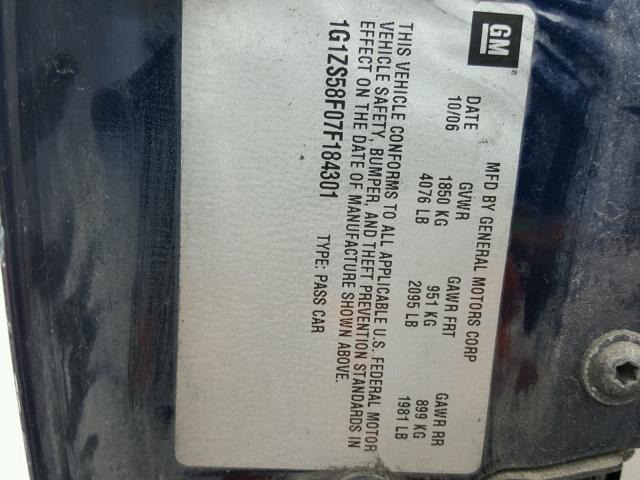 GM
®
MFD BY GENERAL MOTORS CORP
DATE GVWR GAWR FRT GAWR RR
10/06 1850 KG 951 KG 899 KG
4076 LB 2095 LB 1981 LB
THIS VEHICLE CONFORMS TO ALL APPLICABLE U.S. FEDERAL MOTOR
VEHICLE SAFETY, BUMPER, AND THEFT PREVENTION STANDARDS IN
EFFECT ON THE DATE OF MANUFACTURE SHOWN ABOVE.
1G1ZS58F07F184301 TYPE: PASS CAR